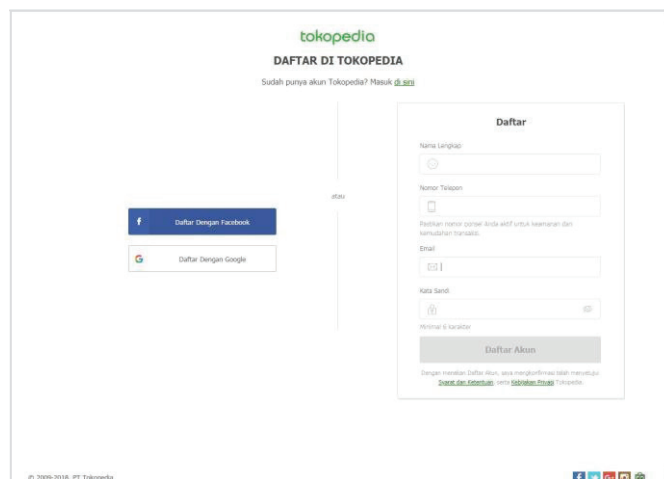 tokopedia
DAFTAR DI TOKOPEDIA
Sudah punya akun Tokopedia? Masuk di sini
Daftar Dengan Facebook
Daftar Dengan Google
atau
Daftar
Nama Lengkap
Nomor Telepon
Pastikan nomor ponsel Anda aktif untuk keamanan dan
kemudahan transaksi.
Email
Kata Sandi
Minimal 6 karakter
Daftar Akun
Dengan menekan Daftar Akun, saya mengkonfirmasi telah menyetujui
Syarat dan Ketentuan, serta Kebijakan Privasi Tokopedia.
© 2009-2018, PT Tokopedia